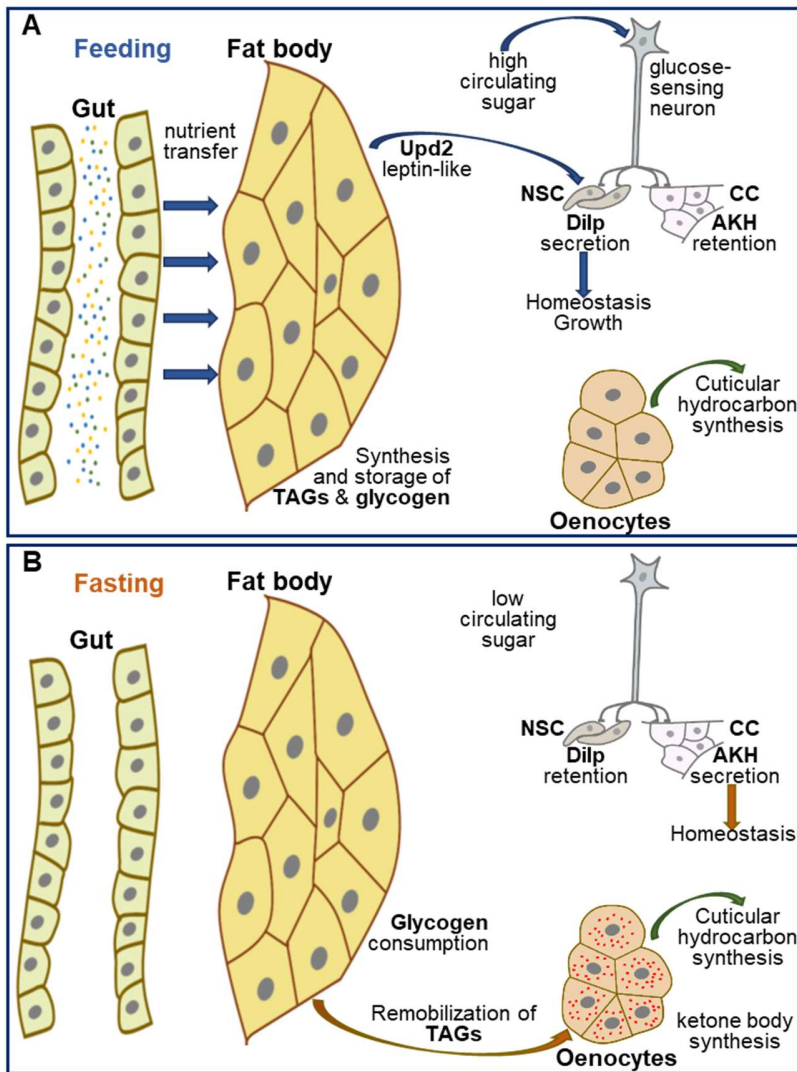 A
Feeding
Fat body
Gut
nutrient
transfer
Upd2
leptin-like
high
circulating
sugar
glucose-
sensing
neuron
NSC
Dilp
secretion
CC
AKH
retention
Homeostasis
Growth
Synthesis
and storage of
TAGs & glycogen
Cuticular
hydrocarbon
synthesis
Oenocytes
B
Fasting
Fat body
Gut
low
circulating
sugar
NSC
Dilp
retention
CC
AKH
secretion
Homeostasis
Glycogen
consumption
Remobilization of
TAGs
Cuticular
hydrocarbon
synthesis
ketone body
synthesis
Oenocytes